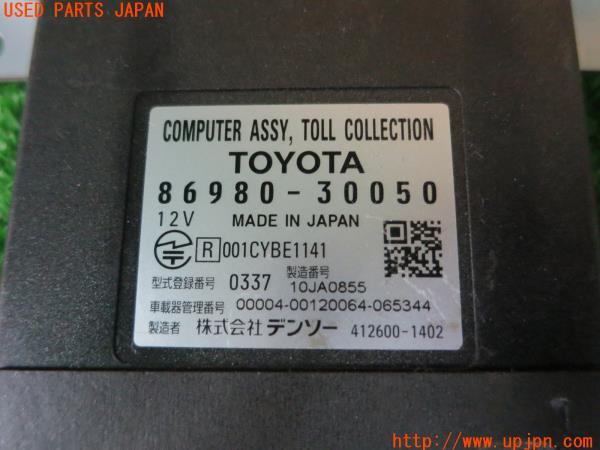 USED PARTS JAPAN
COMPUTER ASSY, TOLL COLLECTION
TOYOTA
86980-30050
12V MADE IN JAPAN
R 001CYBE1141
型式登録番号 0337 製造番号 10JA0855
車載器管理番号 00004-00120064-065344
製造者 株式会社 デンソー 412600-1402
http://www.upjpn.com/